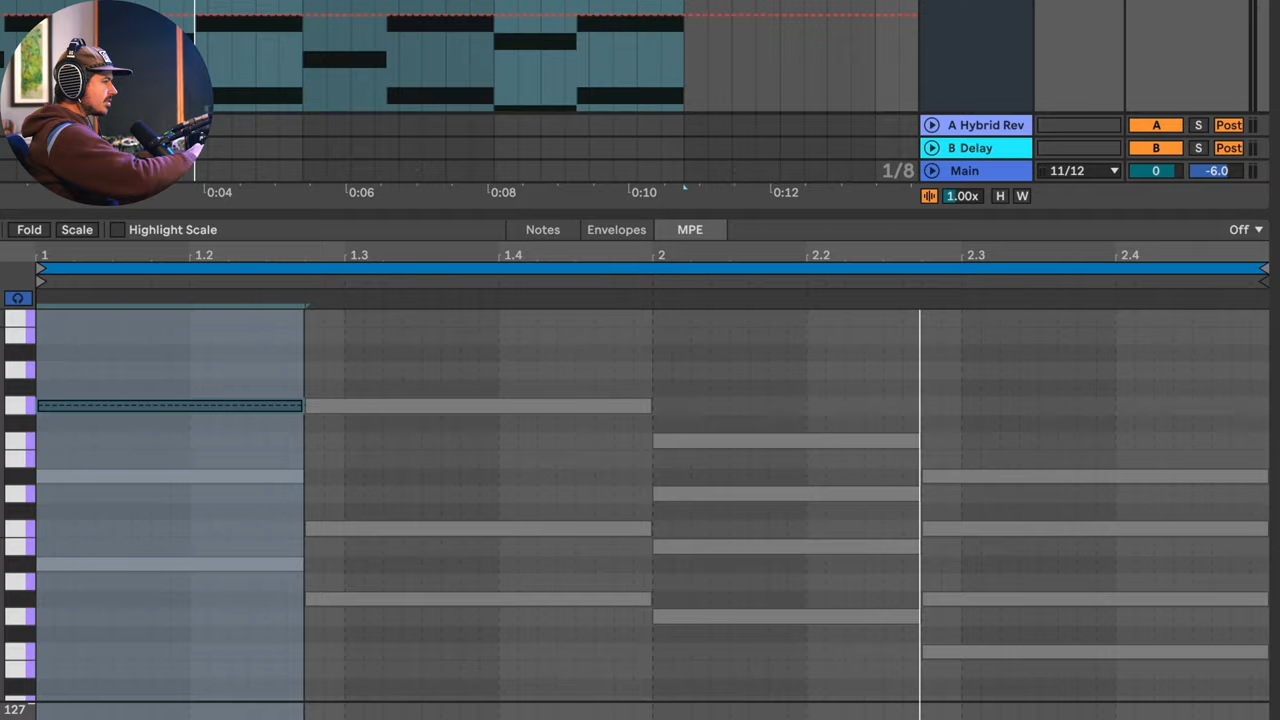 A Hybrid Rev A S Post
B Delay B S Post
1/8 Main 11/12 0 -6.0
0:04 0:06 0:08 0:10 0:12 1.00x H W
Fold Scale Highlight Scale Notes Envelopes MPE Off
1 1.2 1.3 1.4 2 2.2 2.3 2.4
127